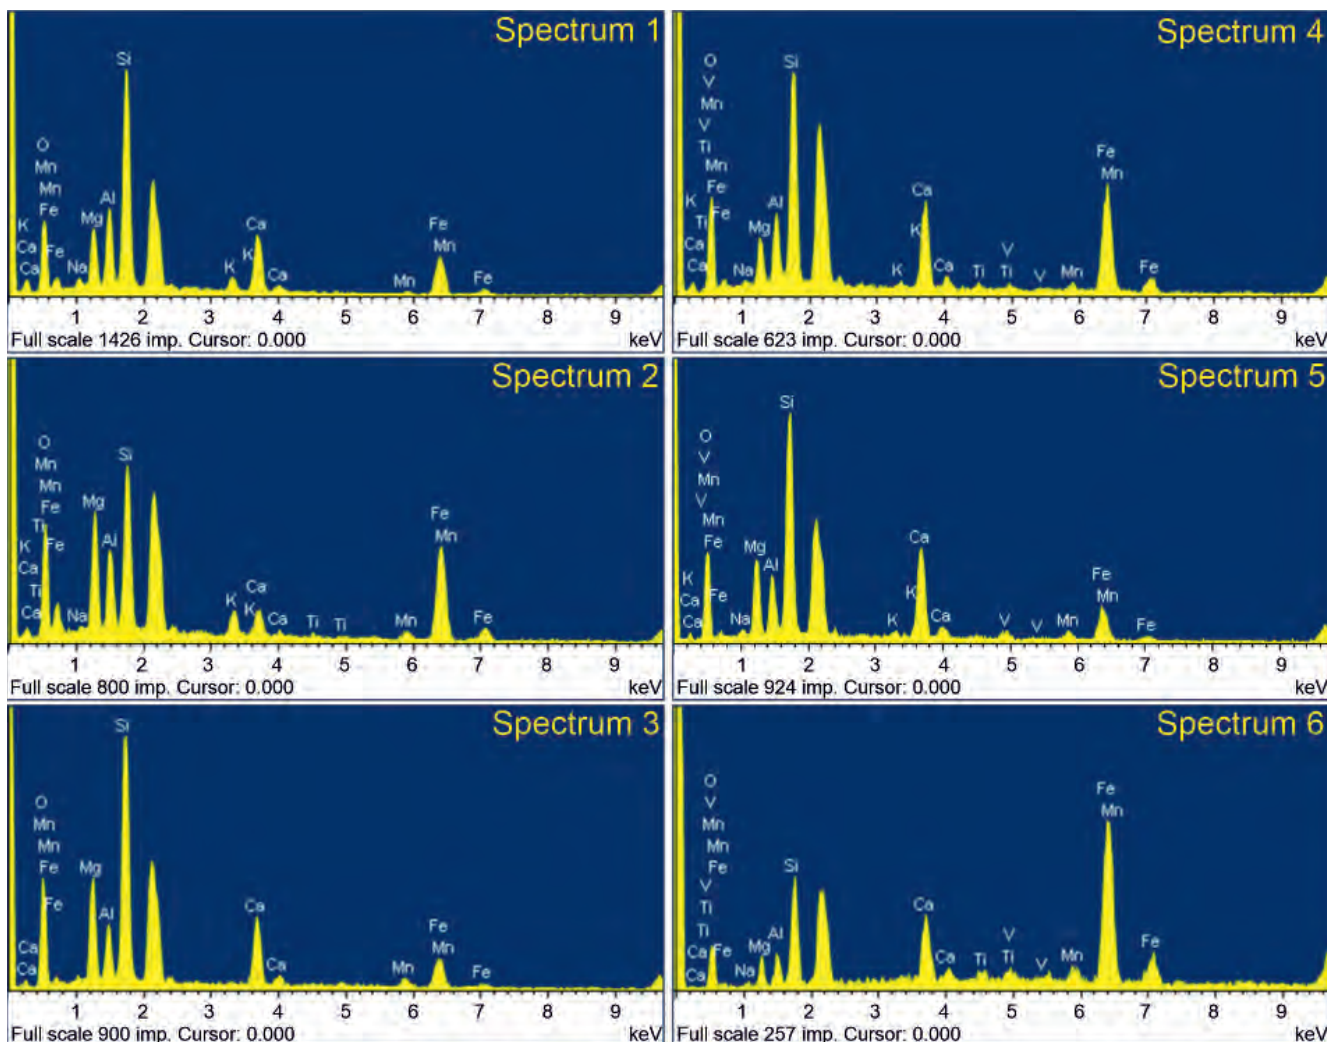 Spectrum 1
Si
O
Mn
Mn
Fe
K
Ca
Ca
Fe
Na
Mg
Al
K
K
Ca
Ca
Mn
Fe
Mn
Fe
1 2 3 4 5 6 7 8 9
Full scale 1426 imp. Cursor: 0.000 keV
Spectrum 4
O
V
Mn
V
Ti
Mn
Fe
K
Ti
Fe
Ca
Ca
Na
Mg
Al
Si
K
K
Ca
Ca
Ti
V
Ti
V
Mn
Fe
Mn
Fe
1 2 3 4 5 6 7 8 9
Full scale 623 imp. Cursor: 0.000 keV
Spectrum 2
O
Mn
Mn
Fe
Ti
K
Fe
Ca
Ti
Ca
Na
Mg
Al
Si
K
Ca
K
Ca
Ti
Ti
Mn
Fe
Mn
Fe
1 2 3 4 5 6 7 8 9
Full scale 800 imp. Cursor: 0.000 keV
Spectrum 5
O
V
Mn
V
Mn
Fe
K
Ca
Fe
Ca
Na
Mg
Al
Si
K
K
Ca
Ca
V
V
Mn
Fe
Mn
Fe
1 2 3 4 5 6 7 8 9
Full scale 924 imp. Cursor: 0.000 keV
Spectrum 3
O
Mn
Mn
Fe
Fe
Ca
Ca
Mg
Al
Si
Ca
Ca
Mn
Fe
Mn
Fe
1 2 3 4 5 6 7 8 9
Full scale 900 imp. Cursor: 0.000 keV
Spectrum 6
O
V
Mn
Mn
Fe
V
Ti
Ti
Ca
Fe
Ca
Na
Mg
Al
Si
Ca
Ca
Ti
V
Ti
V
Mn
Fe
Mn
Fe
1 2 3 4 5 6 7 8 9
Full scale 257 imp. Cursor: 0.000 keV